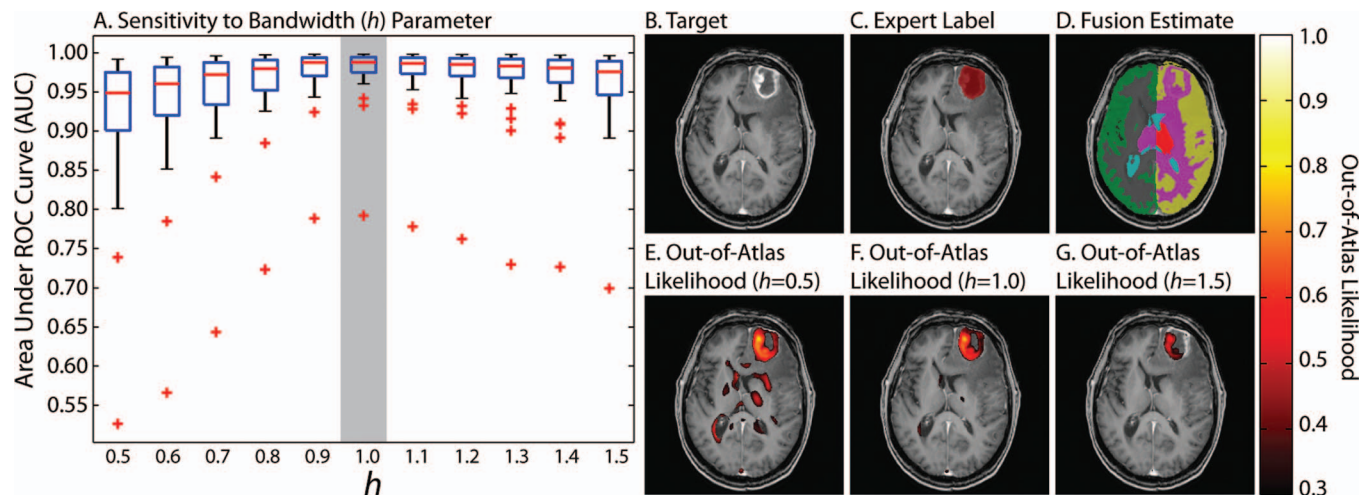 A. Sensitivity to Bandwidth (h) Parameter
Area Under ROC Curve (AUC)
1.00
0.95
0.90
0.85
0.80
0.75
0.70
0.65
0.60
0.55
0.5 0.6 0.7 0.8 0.9 1.0 1.1 1.2 1.3 1.4 1.5
h
B. Target
C. Expert Label
D. Fusion Estimate
E. Out-of-Atlas
Likelihood (h=0.5)
F. Out-of-Atlas
Likelihood (h=1.0)
G. Out-of-Atlas
Likelihood (h=1.5)
1.0
0.9
0.8
0.7
0.6
0.5
0.4
0.3
Out-of-Atlas Likelihood